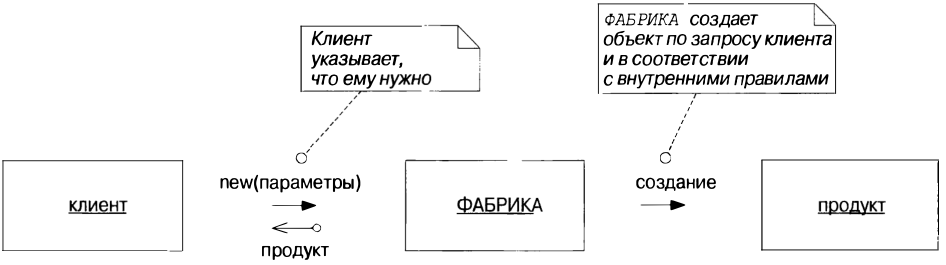 Клиент
указывает,
что ему нужно
ФАБРИКА создает
объект по запросу клиента
и в соответствии
с внутренними правилами
клиент
new(параметры)
продукт
ФАБРИКА
создание
продукт